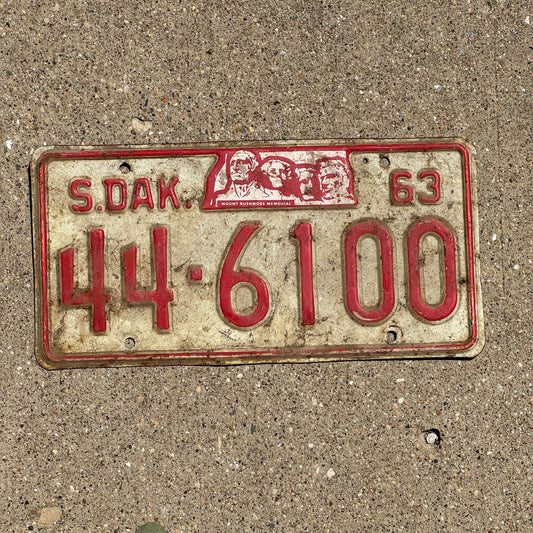 S.DAK. 63
MOUNT RUSHMORE MEMORIAL
44·6100